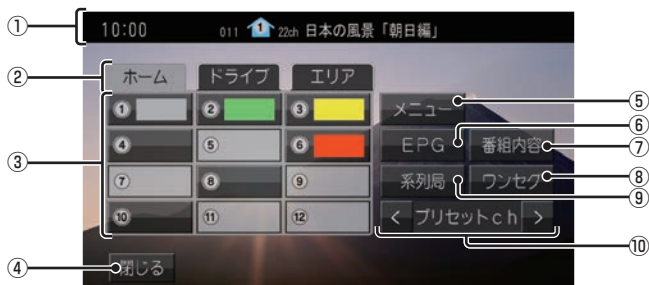 ①
10:00 011 1 22ch 日本の風景「朝日編」
②
ホーム ドライブ エリア
③
① ② ③
④ ⑤ ⑥
⑦ ⑧ ⑨
⑩ ⑪ ⑫
メニュー ⑤
EPG ⑥
番組内容 ⑦
系列局 ⑨
ワンセグ ⑧
< プリセットch >
⑩
④ 閉じる